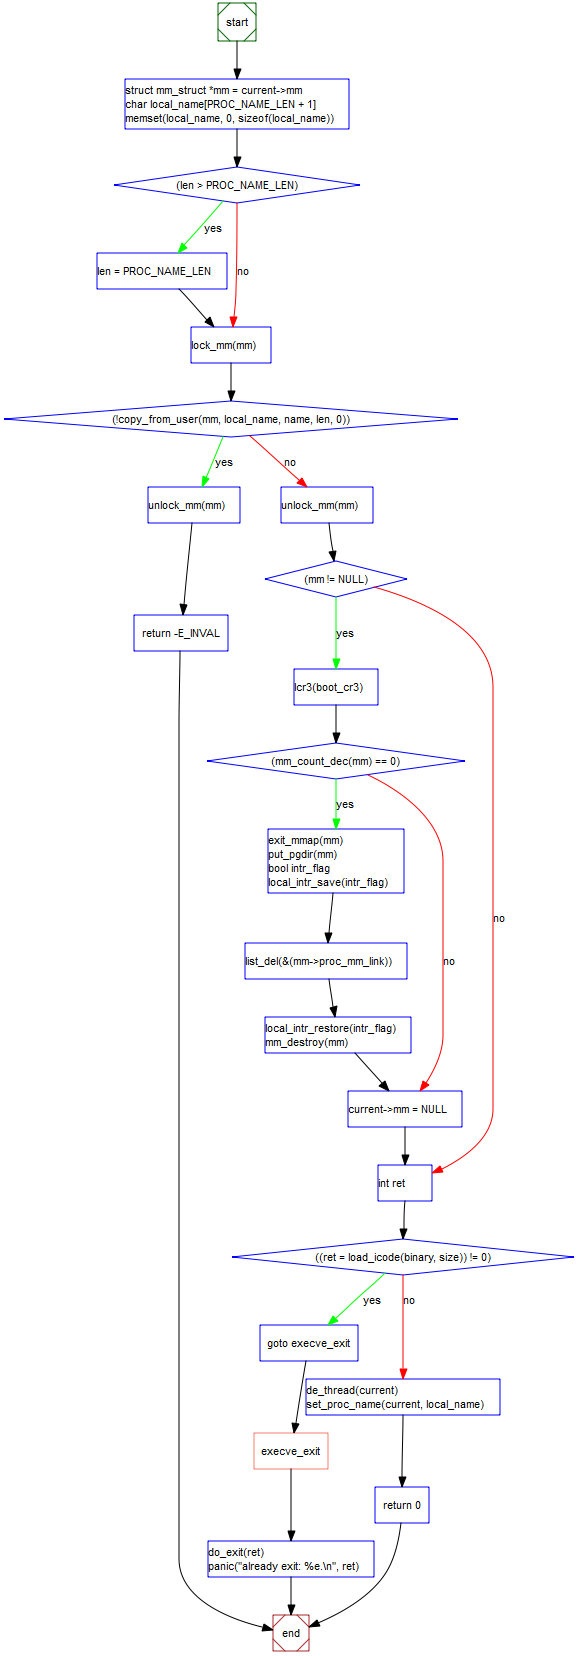 start
struct mm_struct *mm = current->mm
char local_name[PROC_NAME_LEN + 1]
memset(local_name, 0, sizeof(local_name))
(len > PROC_NAME_LEN)
yes
len = PROC_NAME_LEN
no
lock_mm(mm)
(!copy_from_user(mm, local_name, name, len, 0))
yes
no
unlock_mm(mm)
unlock_mm(mm)
(mm != NULL)
return -E_INVAL
yes
lcr3(boot_cr3)
(mm_count_dec(mm) == 0)
yes
exit_mmap(mm)
put_pgdir(mm)
bool intr_flag
local_intr_save(intr_flag)
no
list_del(&(mm->proc_mm_link))
no
local_intr_restore(intr_flag)
mm_destroy(mm)
current->mm = NULL
int ret
((ret = load_icode(binary, size)) != 0)
yes
no
goto execve_exit
de_thread(current)
set_proc_name(current, local_name)
execve_exit
return 0
do_exit(ret)
panic("already exit: %e.\n", ret)
end